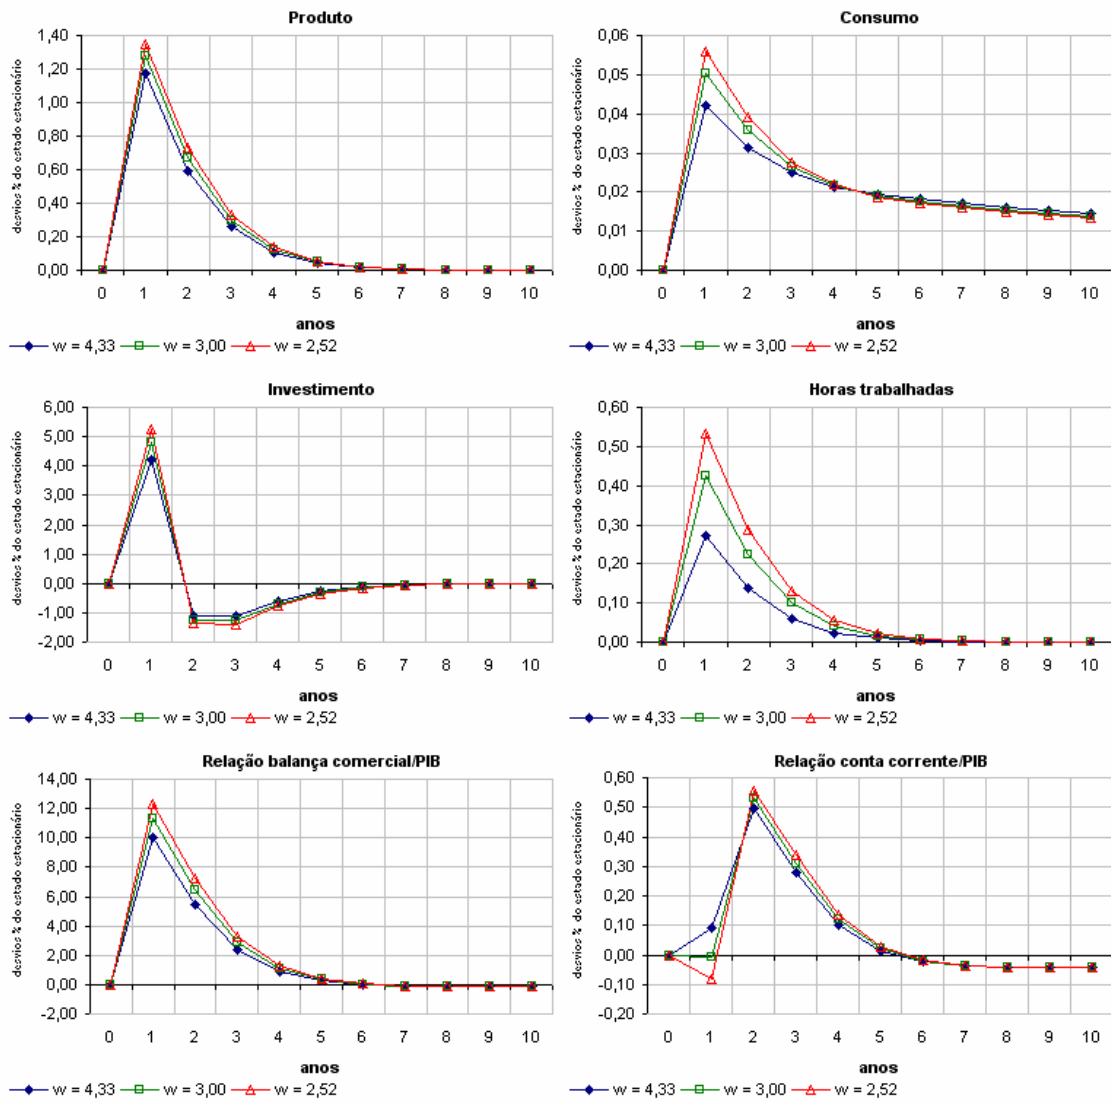 Produto
desvios % do estado estacionário
1,40
1,20
1,00
0,80
0,60
0,40
0,20
0,00
0 1 2 3 4 5 6 7 8 9 10
anos
w = 4,33 w = 3,00 w = 2,52
Consumo
desvios % do estado estacionário
0,06
0,05
0,04
0,03
0,02
0,01
0,00
0 1 2 3 4 5 6 7 8 9 10
anos
w = 4,33 w = 3,00 w = 2,52
Investimento
desvios % do estado estacionário
6,00
5,00
4,00
3,00
2,00
1,00
0,00
-1,00
-2,00
0 1 2 3 4 5 6 7 8 9 10
anos
w = 4,33 w = 3,00 w = 2,52
Horas trabalhadas
desvios % do estado estacionário
0,60
0,50
0,40
0,30
0,20
0,10
0,00
0 1 2 3 4 5 6 7 8 9 10
anos
w = 4,33 w = 3,00 w = 2,52
Relação balança comercial/PIB
desvios % do estado estacionário
14,00
12,00
10,00
8,00
6,00
4,00
2,00
0,00
-2,00
0 1 2 3 4 5 6 7 8 9 10
anos
w = 4,33 w = 3,00 w = 2,52
Relação conta corrente/PIB
desvios % do estado estacionário
0,60
0,50
0,40
0,30
0,20
0,10
0,00
-0,10
-0,20
0 1 2 3 4 5 6 7 8 9 10
anos
w = 4,33 w = 3,00 w = 2,52